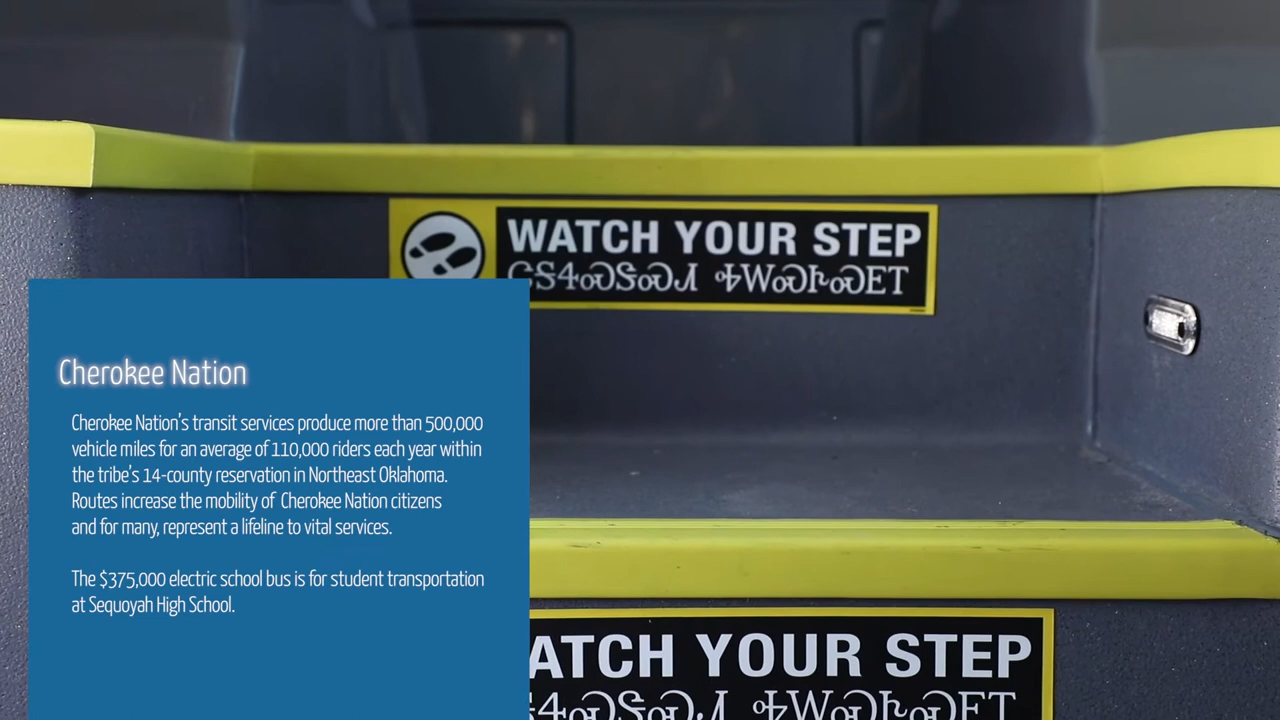 WATCH YOUR STEP
ᏣᎦᏎᏍᏕᏍᏗ ᎭᎳᏍᎮᏍᎬᎢ
Cherokee Nation
Cherokee Nation's transit services produce more than 500,000
vehicle miles for an average of 110,000 riders each year within
the tribe's 14-county reservation in Northeast Oklahoma.
Routes increase the mobility of Cherokee Nation citizens
and for many, represent a lifeline to vital services.
The $375,000 electric school bus is for student transportation
at Sequoyah High School.
ATCH YOUR STEP